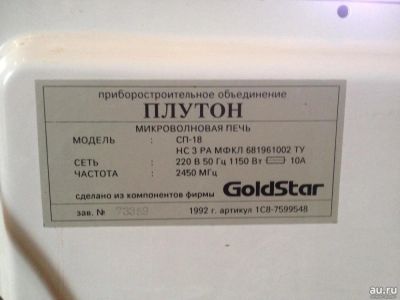 приборостроительное объединение
ПЛУТОН
МИКРОВОЛНОВАЯ ПЕЧЬ
МОДЕЛЬ : СП-18
НС 3 РА МФКЛ 681961002 ТУ
СЕТЬ : 220 В 50 Гц 1150 Вт 10А
ЧАСТОТА : 2450 МГц
сделано из компонентов фирмы GoldStar
зав. № 73359
1992 г. артикул 1С8-7599548
au.ru